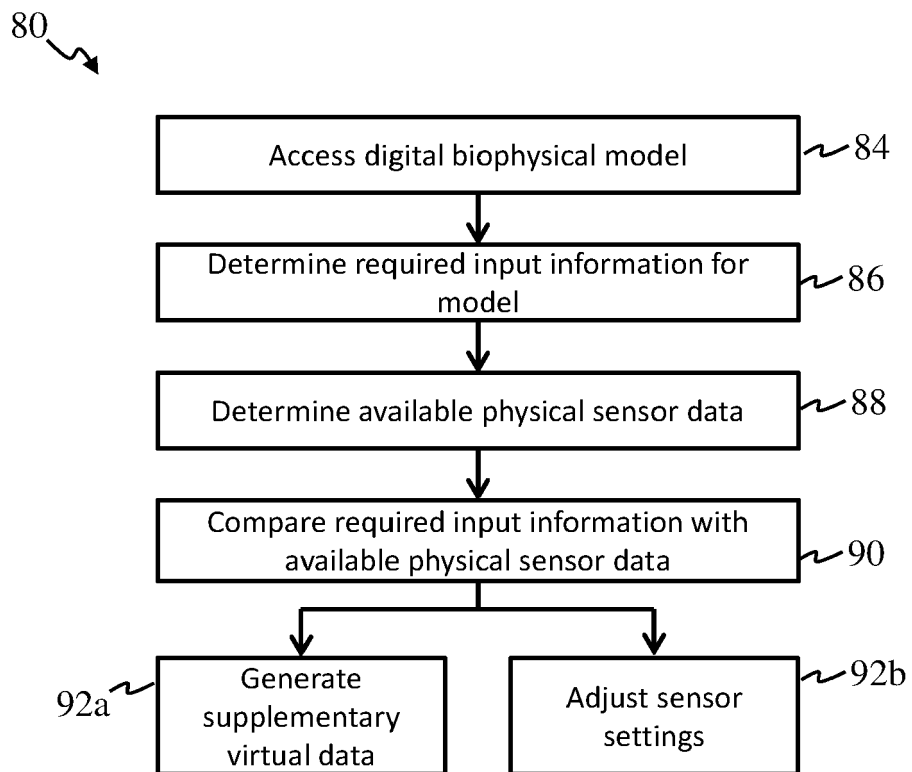 80
Access digital biophysical model
84
Determine required input information for
model
86
Determine available physical sensor data
88
Compare required input information with
available physical sensor data
90
Generate
supplementary
virtual data
92a
Adjust sensor
settings
92b